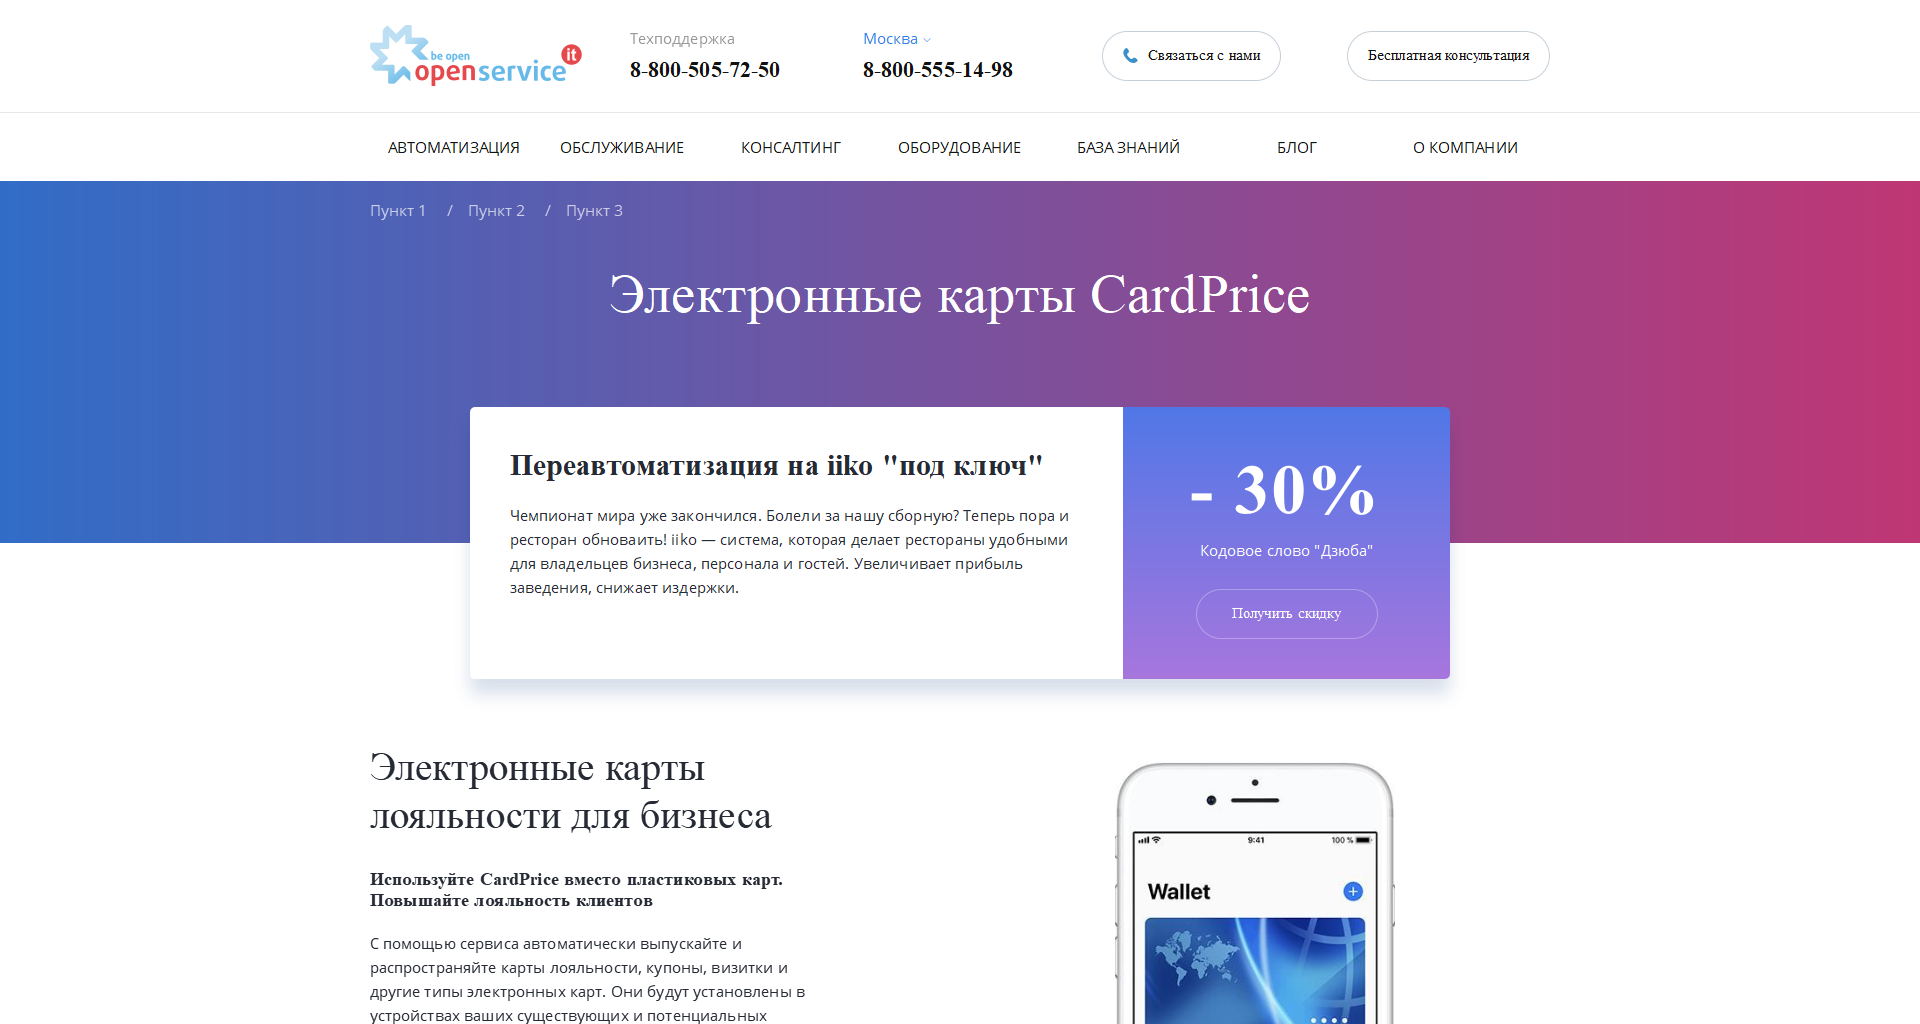 be open
openservice it
Техподдержка
8-800-505-72-50
Москва
8-800-555-14-98
Связаться с нами
Бесплатная консультация
АВТОМАТИЗАЦИЯ ОБСЛУЖИВАНИЕ КОНСАЛТИНГ ОБОРУДОВАНИЕ БАЗА ЗНАНИЙ БЛОГ О КОМПАНИИ
Пункт 1 / Пункт 2 / Пункт 3
Электронные карты CardPrice
Переавтоматизация на iiko "под ключ"
Чемпионат мира уже закончился. Болели за нашу сборную? Теперь пора и
ресторан обноваить! iiko — система, которая делает рестораны удобными
для владельцев бизнеса, персонала и гостей. Увеличивает прибыль
заведения, снижает издержки.
- 30%
Кодовое слово "Дзюба"
Получить скидку
Электронные карты
лояльности для бизнеса
Используйте CardPrice вместо пластиковых карт.
Повышайте лояльность клиентов
С помощью сервиса автоматически выпускайте и
распространяйте карты лояльности, купоны, визитки и
другие типы электронных карт. Они будут установлены в
устройствах ваших существующих и потенциальных
9:41
100 %
Wallet